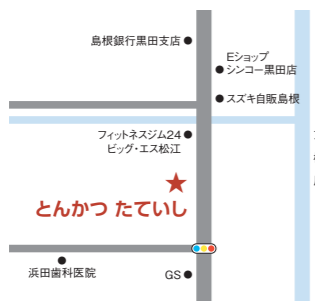 島根銀行黒田支店
Eショップ
シンコー黒田店
スズキ自販島根
フィットネスジム24
ビッグ・エス松江
とんかつ たていし
浜田歯科医院
GS